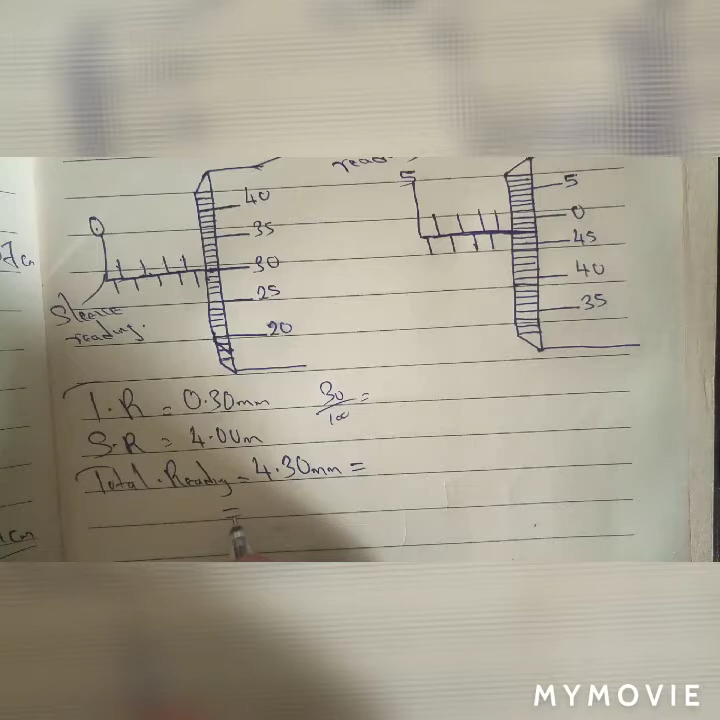 read
40
35
0
30
25
20
Sleeve
reading.
5
5
0
45
40
35
T.R = 0.30mm
30/100 =
S.R = 4.00m
Total.Readig = 4.30mm =
=
MYMOVIE